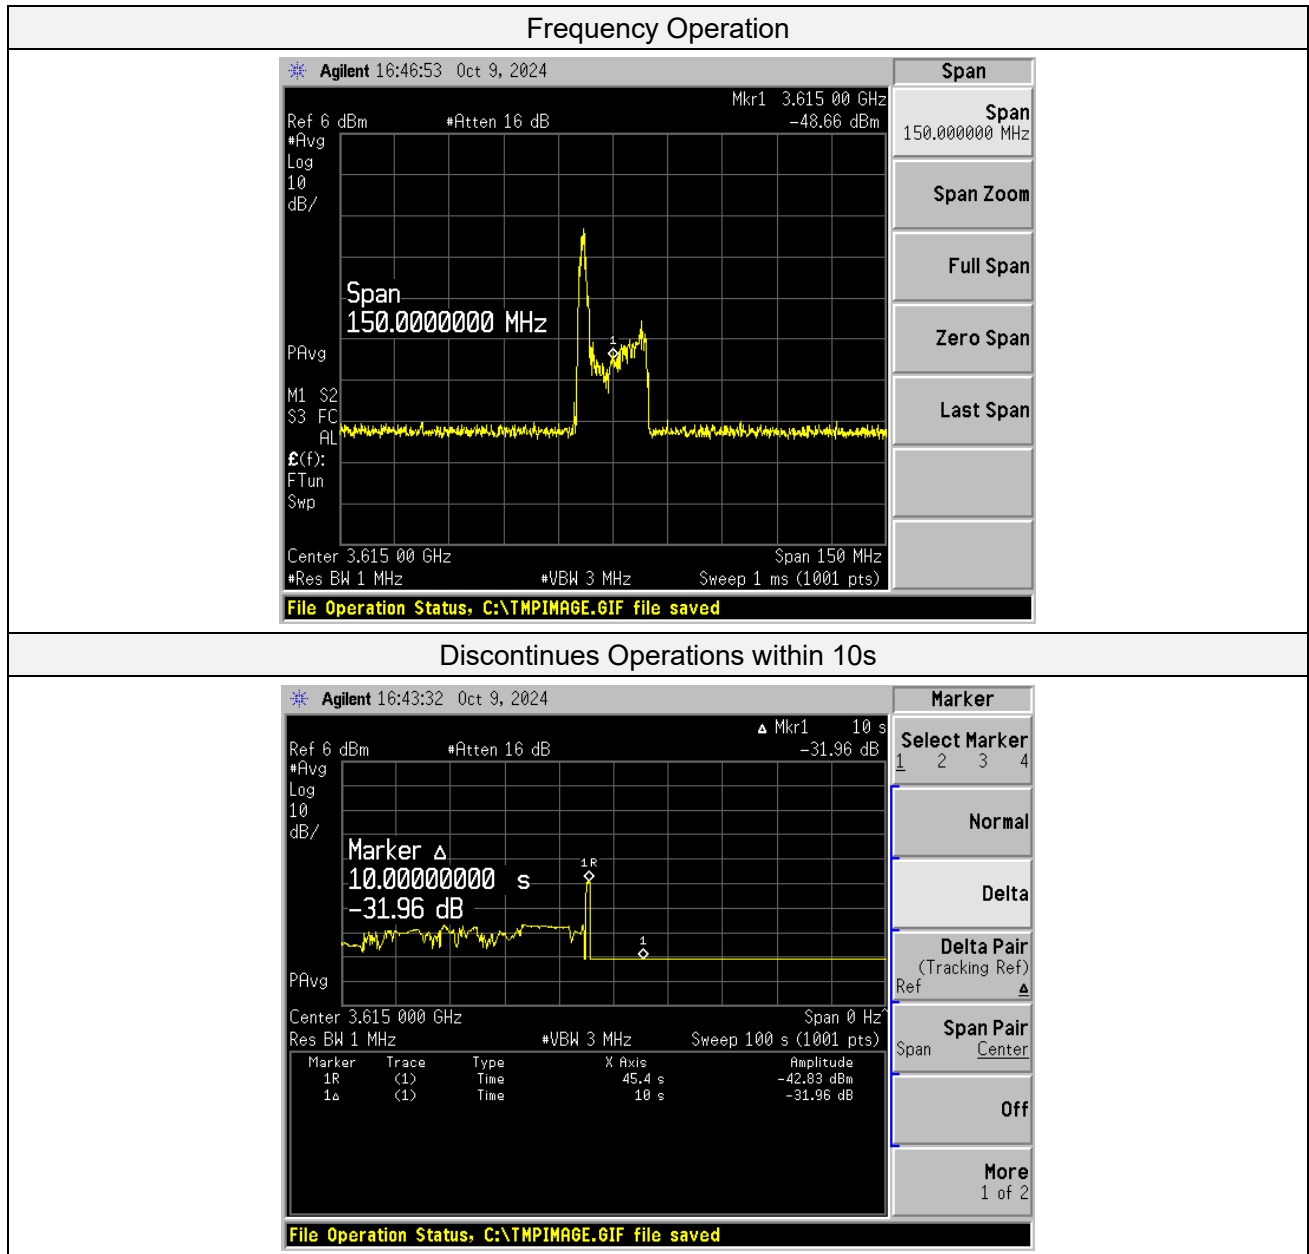 Frequency Operation
Agilent 16:46:53 Oct 9, 2024
Span
Mkr1 3.615 00 GHz
Ref 6 dBm #Atten 16 dB -48.66 dBm
#Avg
Log
10
dB/
Span
150.0000000 MHz
1
PAvg
M1 S2
S3 FC
AL
£(f):
FTun
Swp
Center 3.615 00 GHz Span 150 MHz
#Res BW 1 MHz #VBW 3 MHz Sweep 1 ms (1001 pts)
File Operation Status, C:\TMPIMAGE.GIF file saved
Span
150.000000 MHz
Span Zoom
Full Span
Zero Span
Last Span
Discontinues Operations within 10s
Agilent 16:43:32 Oct 9, 2024
Marker
Δ Mkr1 10 s
Ref 6 dBm #Atten 16 dB -31.96 dB
#Avg
Log
10
dB/
Marker Δ
10.00000000 s
-31.96 dB
1R
1
PAvg
Center 3.615 000 GHz Span 0 Hz^
Res BW 1 MHz #VBW 3 MHz Sweep 100 s (1001 pts)
Marker Trace Type X Axis Amplitude
1R (1) Time 45.4 s -42.83 dBm
1Δ (1) Time 10 s -31.96 dB
File Operation Status, C:\TMPIMAGE.GIF file saved
Select Marker
1 2 3 4
Normal
Delta
Delta Pair
(Tracking Ref)
Ref Δ
Span Pair
Span Center
Off
More
1 of 2